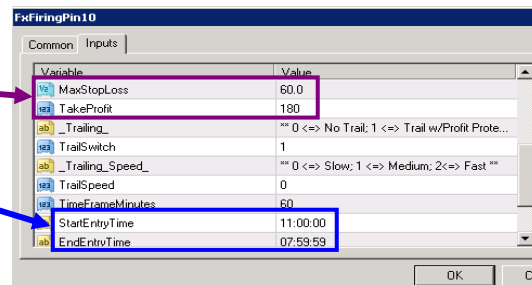 FxFiringPin10
Common Inputs
Variable Value
MaxStopLoss 60.0
TakeProfit 180
_Trailing_ ** 0 <=> No Trail; 1 <=> Trail w/Profit Prote...
TrailSwitch 1
_Trailing_Speed_ ** 0 <=> Slow; 1 <=> Medium; 2<=> Fast **
TrailSpeed 0
TimeFrameMinutes 60
StartEntryTime 11:00:00
EndEntryTime 07:59:59
OK